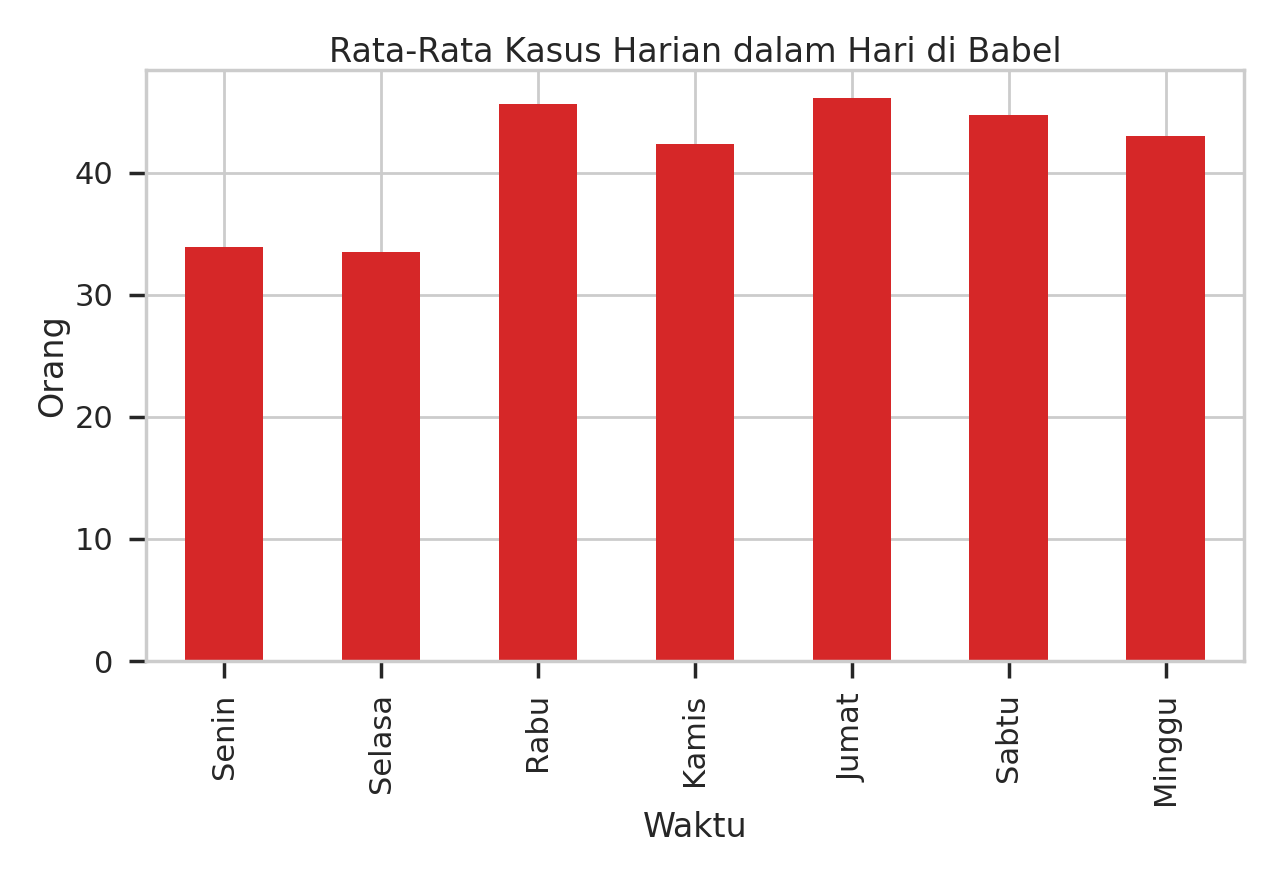 Rata-Rata Kasus Harian dalam Hari di Babel
Orang
40
30
20
10
0
Senin
Selasa
Rabu
Kamis
Jumat
Sabtu
Minggu
Waktu